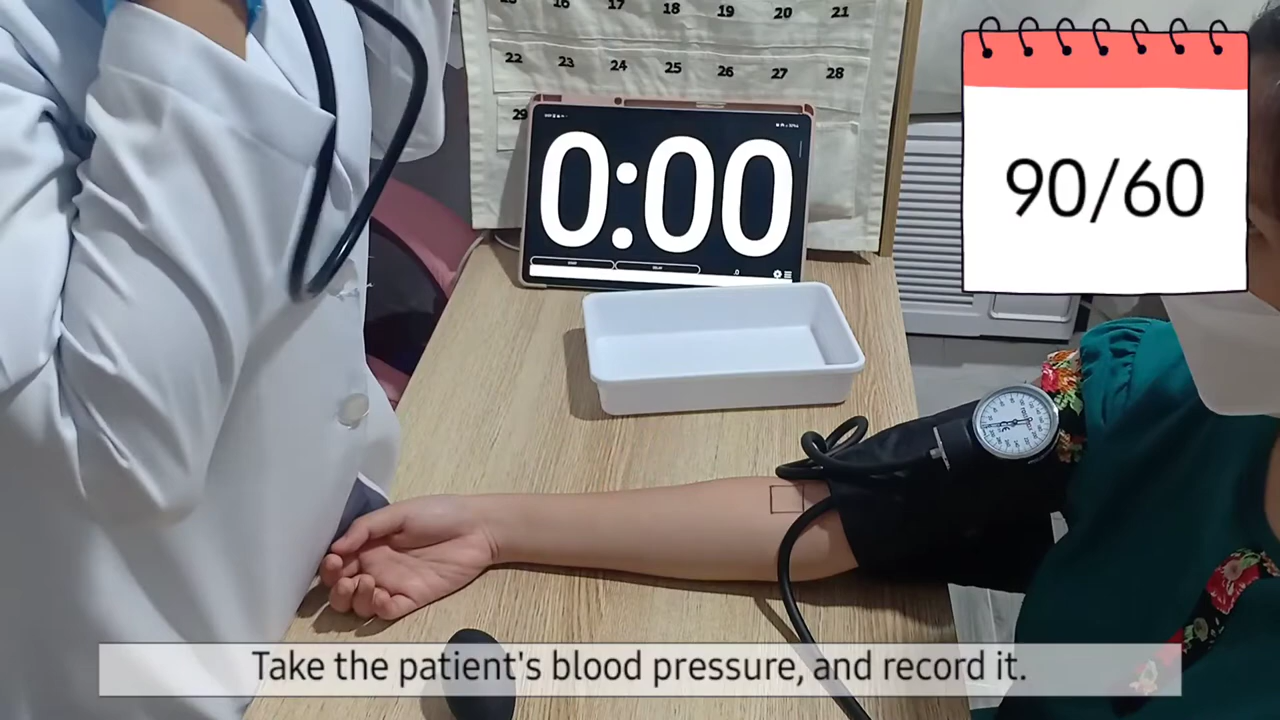 15 16 17 18 19 20 21
22 23 24 25 26 27 28
29
0:00
90/60
Take the patient's blood pressure, and record it.